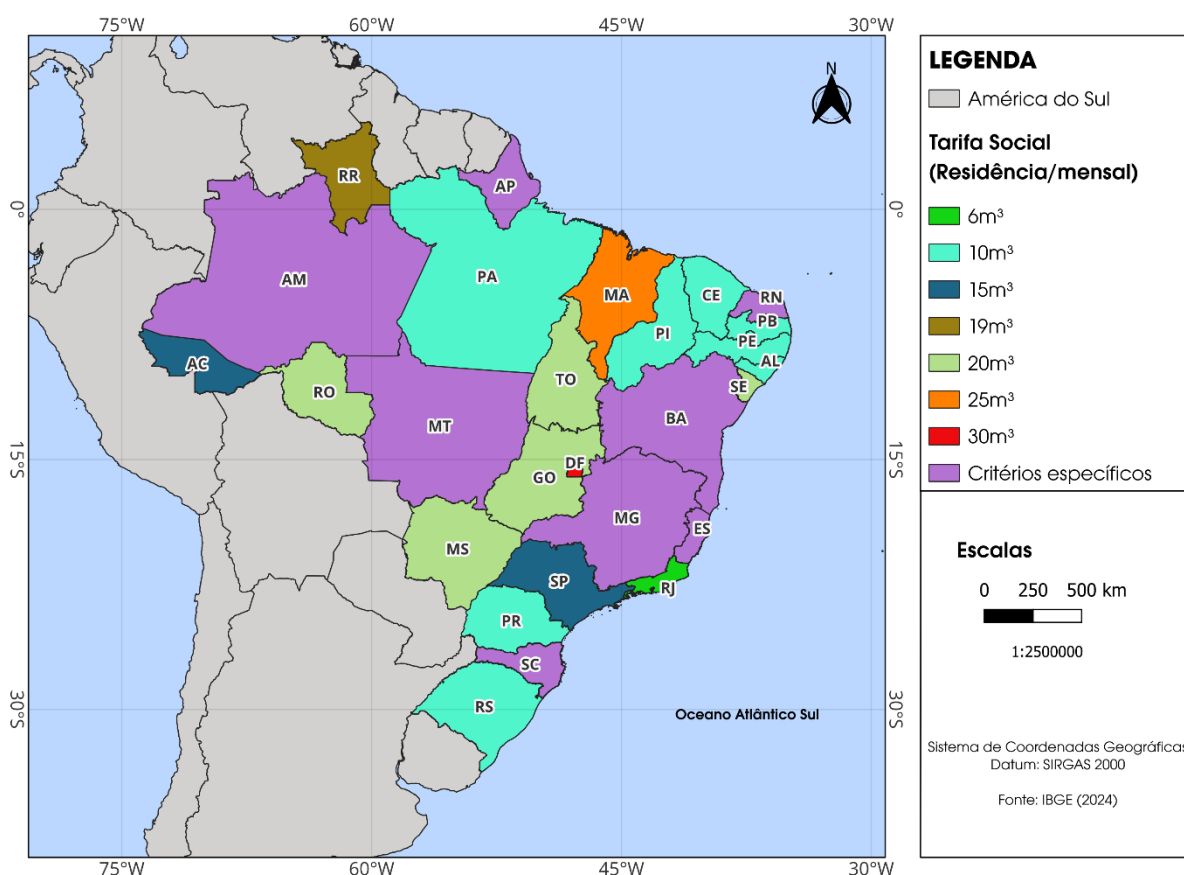 75°W 60°W 45°W 30°W
N
0° 0°
15°S 15°S
30°S 30°S
RR
AP
AM
PA
MA
CE
RN
PB
PI
PE
AL
AC
TO
SE
RO
BA
MT
DF
GO
MG
ES
MS
SP
RJ
PR
SC
RS
Oceano Atlântico Sul
75°W 60°W 45°W 30°W
LEGENDA
América do Sul
Tarifa Social
(Residência/mensal)
6m³
10m³
15m³
19m³
20m³
25m³
30m³
Critérios específicos
Escalas
0 250 500 km
1:2500000
Sistema de Coordenadas Geográficas
Datum: SIRGAS 2000
Fonte: IBGE (2024)